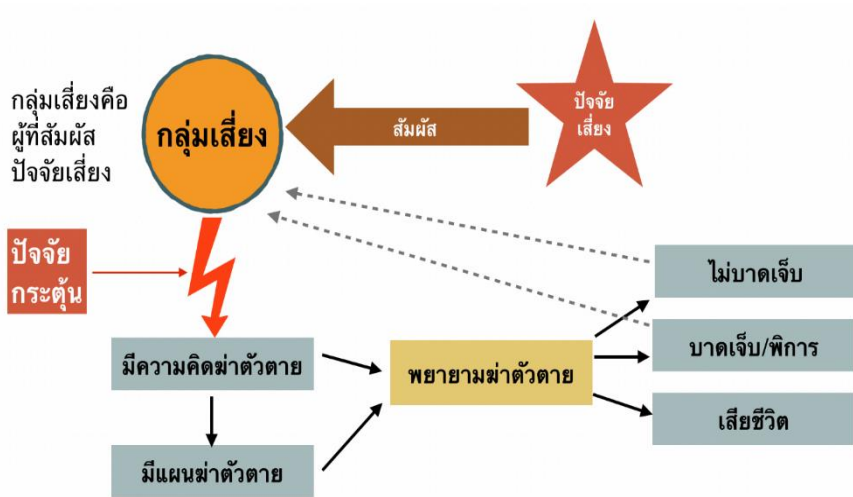 ปัจจัย
เสี่ยง
สัมผัส
กลุ่มเสี่ยงคือ
ผู้ที่สัมผัส
ปัจจัยเสี่ยง
กลุ่มเสี่ยง
ปัจจัย
กระตุ้น
ไม่บาดเจ็บ
บาดเจ็บ/พิการ
เสียชีวิต
มีความคิดฆ่าตัวตาย
พยายามฆ่าตัวตาย
มีแผนฆ่าตัวตาย